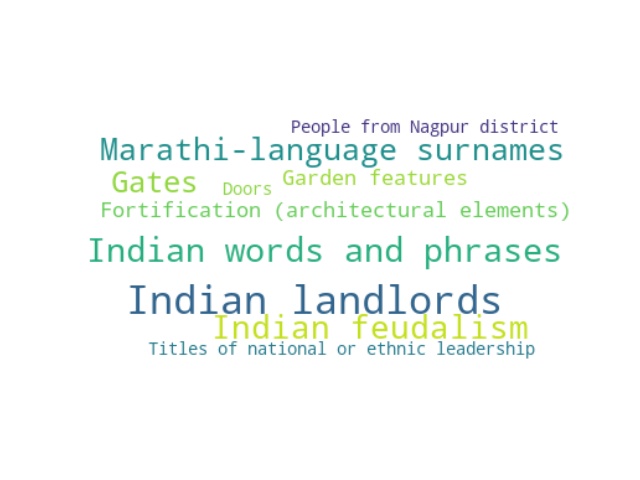 People from Nagpur district
Marathi-language surnames
Gates
Doors
Garden features
Fortification (architectural elements)
Indian words and phrases
Indian landlords
Indian feudalism
Titles of national or ethnic leadership